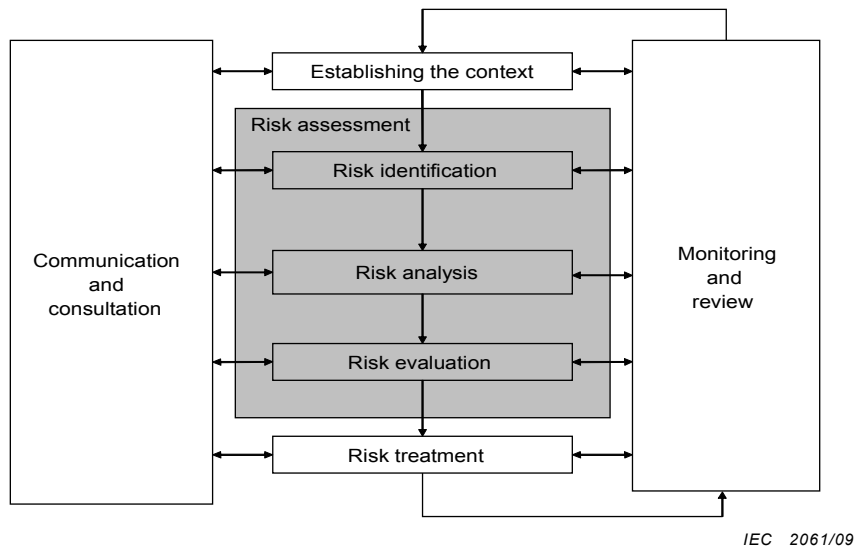 Establishing the context
Risk assessment
Risk identification
Communication
and
consultation
Risk analysis
Monitoring
and
review
Risk evaluation
Risk treatment
IEC 2061/09